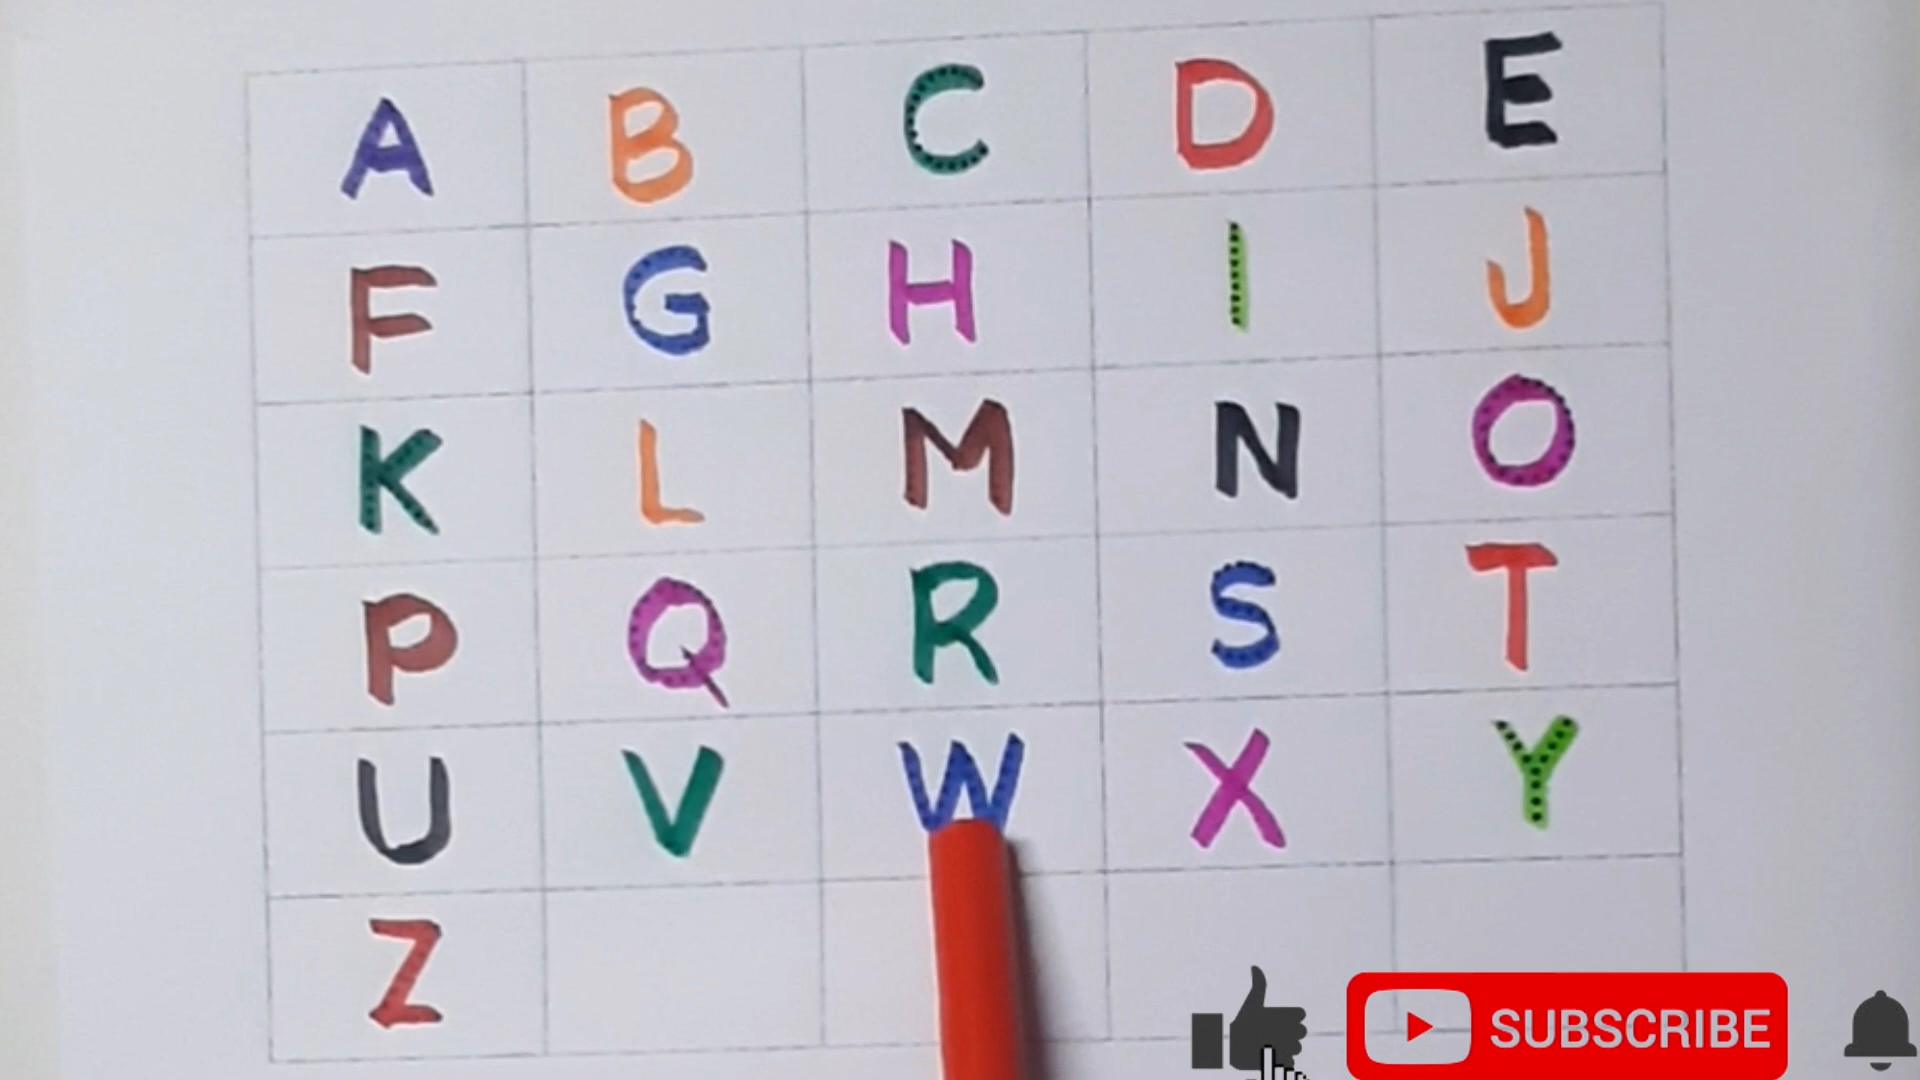 A B C D E
F G H I J
K L M N O
P Q R S T
U V W X Y
Z
SUBSCRIBE